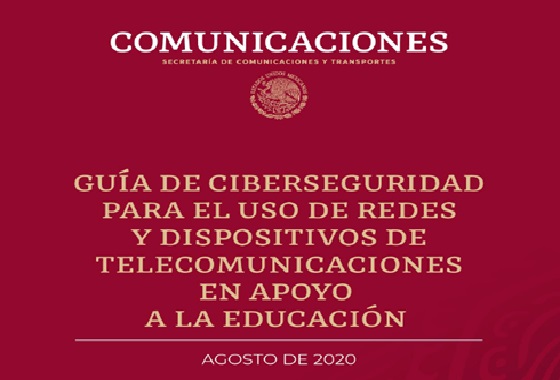 COMUNICACIONES
SECRETARÍA DE COMUNICACIONES Y TRANSPORTES
GUÍA DE CIBERSEGURIDAD
PARA EL USO DE REDES
Y DISPOSITIVOS DE
TELECOMUNICACIONES
EN APOYO
A LA EDUCACIÓN
AGOSTO DE 2020